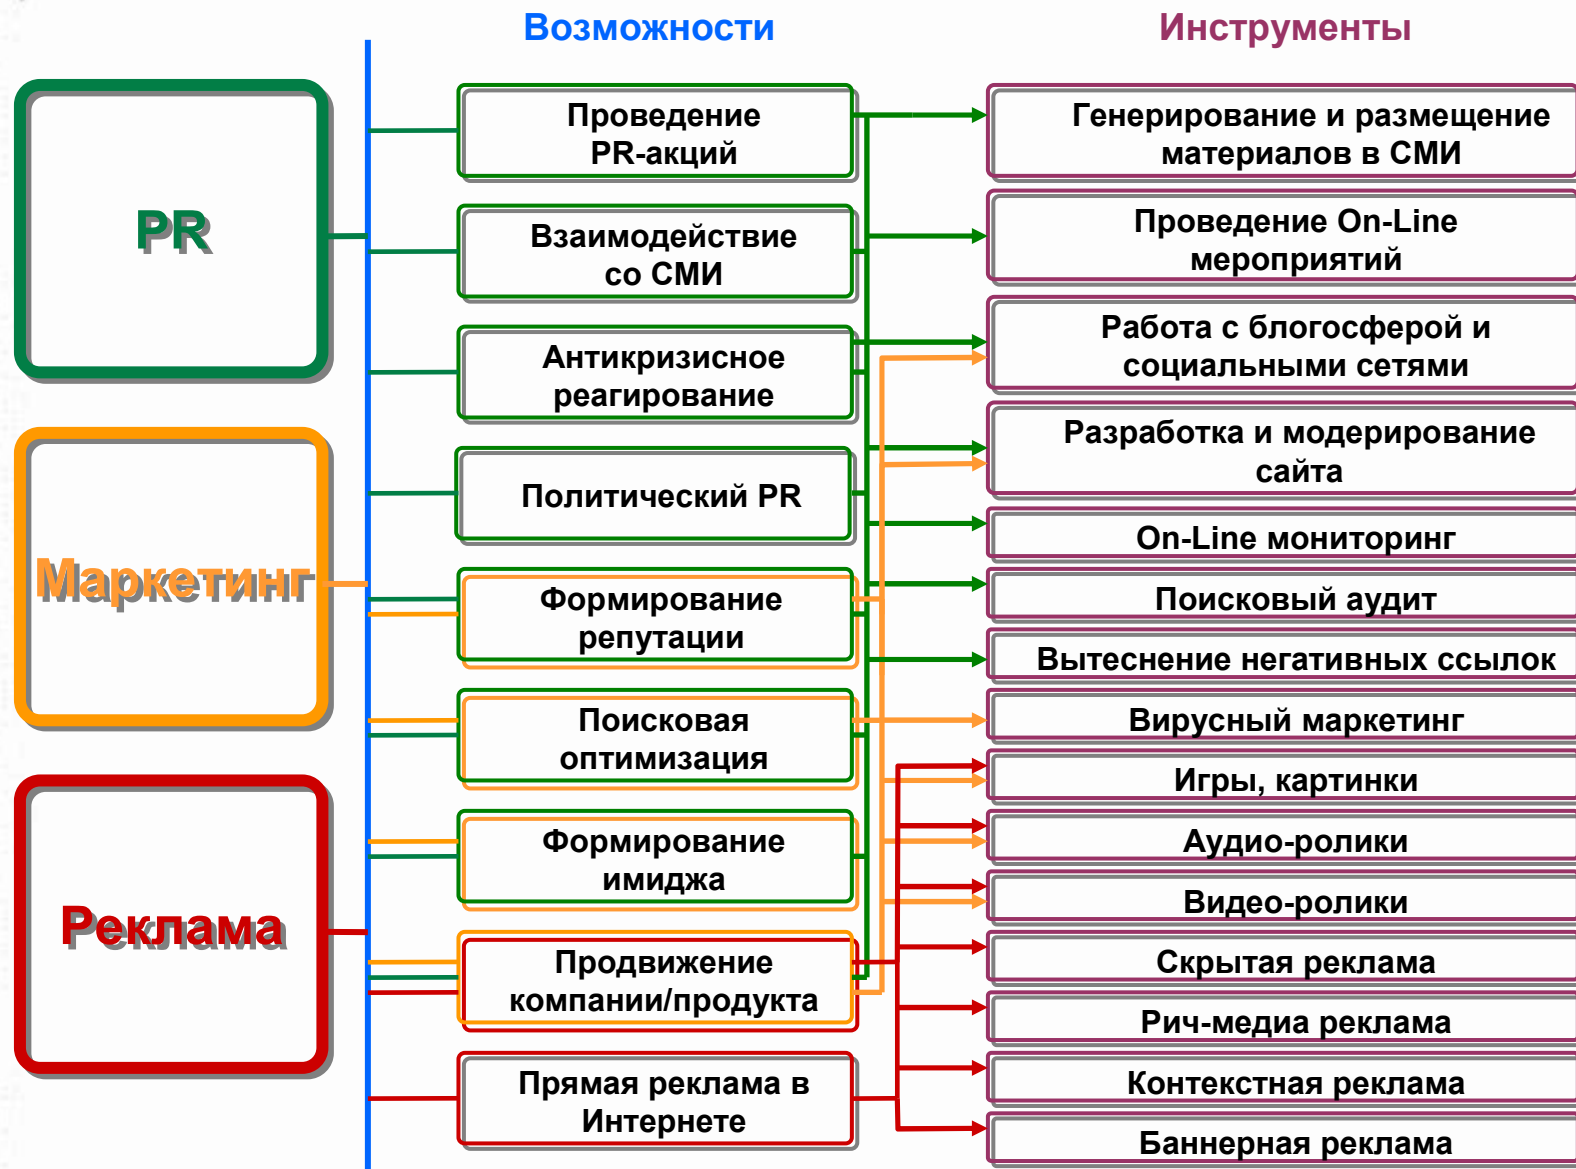 Возможности
Инструменты
PR
Маркетинг
Реклама
Проведение
PR-акций
Взаимодействие
со СМИ
Антикризисное
реагирование
Политический PR
Формирование
репутации
Поисковая
оптимизация
Формирование
имиджа
Продвижение
компании/продукта
Прямая реклама в
Интернете
Генерирование и размещение
материалов в СМИ
Проведение On-Line
мероприятий
Работа с блогосферой и
социальными сетями
Разработка и модерирование
сайта
On-Line мониторинг
Поисковый аудит
Вытеснение негативных ссылок
Вирусный маркетинг
Игры, картинки
Аудио-ролики
Видео-ролики
Скрытая реклама
Рич-медиа реклама
Контекстная реклама
Баннерная реклама